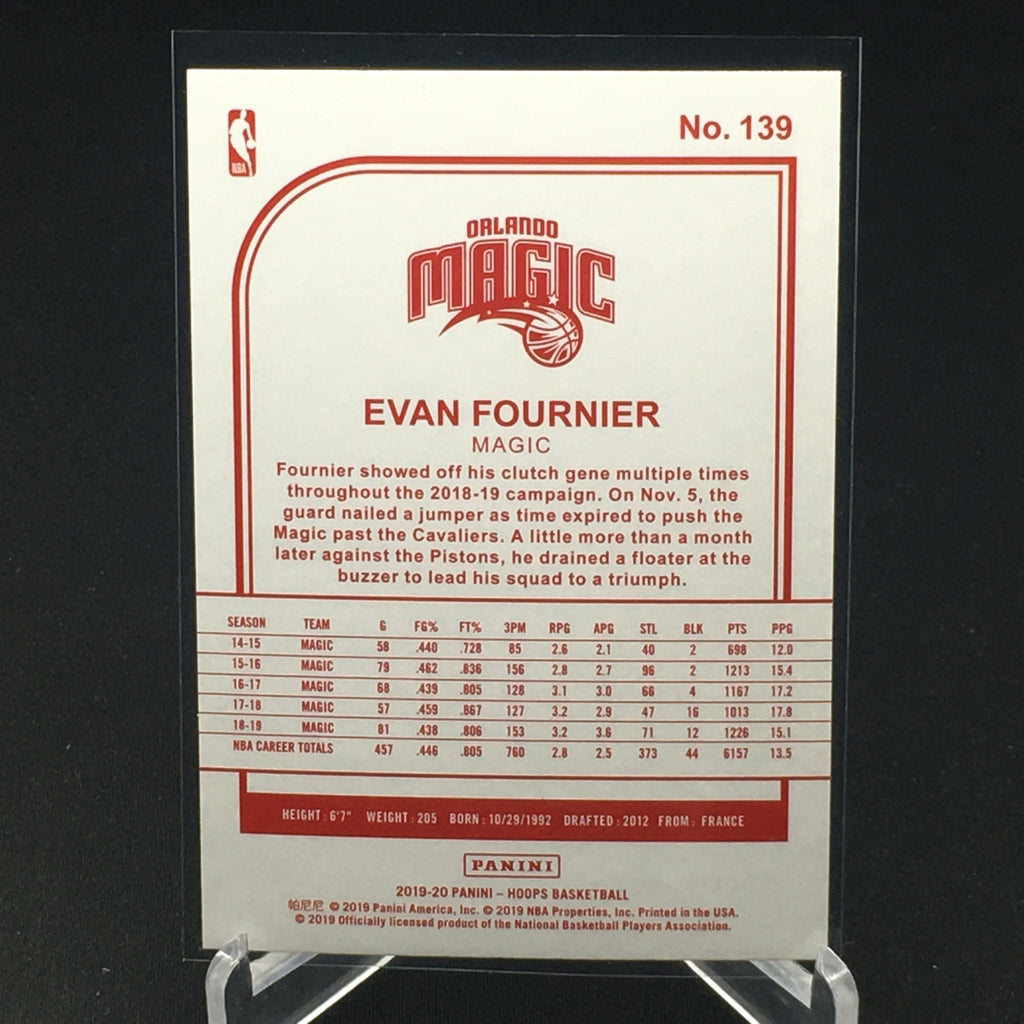 NBA
No. 139
ORLANDO
MAGIC
EVAN FOURNIER
MAGIC
Fournier showed off his clutch gene multiple times
throughout the 2018-19 campaign. On Nov. 5, the
guard nailed a jumper as time expired to push the
Magic past the Cavaliers. A little more than a month
later against the Pistons, he drained a floater at the
buzzer to lead his squad to a triumph.
SEASON TEAM G FG% FT% 3PM RPG APG STL BLK PTS PPG
14-15 MAGIC 58 .440 .728 85 2.6 2.1 40 2 698 12.0
15-16 MAGIC 79 .462 .836 156 2.8 2.7 96 2 1213 15.4
16-17 MAGIC 68 .439 .805 128 3.1 3.0 66 4 1167 17.2
17-18 MAGIC 57 .459 .867 127 3.2 2.9 47 16 1013 17.8
18-19 MAGIC 81 .438 .806 153 3.2 3.6 71 12 1226 15.1
NBA CAREER TOTALS 457 .446 .805 760 2.8 2.5 373 44 6157 13.5
HEIGHT: 6'7" WEIGHT: 205 BORN: 10/29/1992 DRAFTED: 2012 FROM: FRANCE
PANINI
2019-20 PANINI – HOOPS BASKETBALL
帕尼尼 © 2019 Panini America, Inc. © 2019 NBA Properties, Inc. Printed in the USA.
© 2019 Officially licensed product of the National Basketball Players Association.